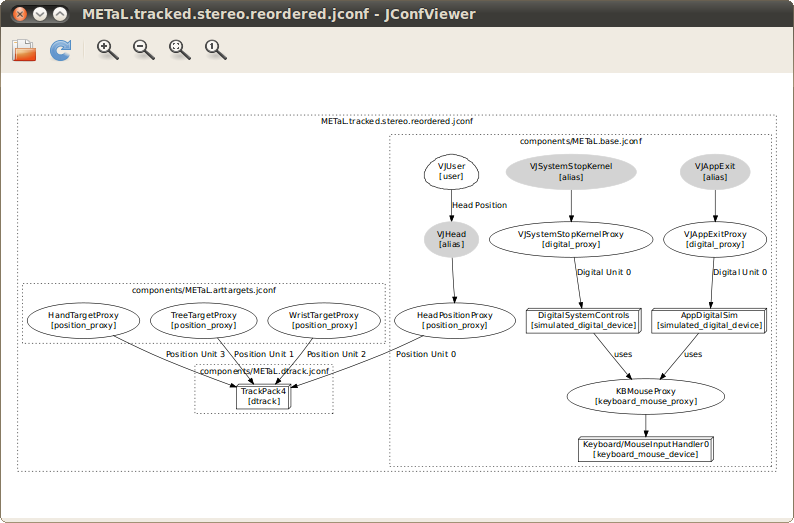 METaL.tracked.stereo.reordered.jconf - JConfViewer
1
METaL.tracked.stereo.reordered.jconf
components/METaL.base.jconf
VJUser
[user]
VJSystemStopKernel
[alias]
VJAppExit
[alias]
Head Position
VJHead
[alias]
VJSystemStopKernelProxy
[digital_proxy]
VJAppExitProxy
[digital_proxy]
Digital Unit 0
Digital Unit 0
components/METaL.arttargets.jconf
HandTargetProxy
[position_proxy]
TreeTargetProxy
[position_proxy]
WristTargetProxy
[position_proxy]
HeadPositionProxy
[position_proxy]
DigitalSystemControls
[simulated_digital_device]
AppDigitalSim
[simulated_digital_device]
Position Unit 3
Position Unit 1
Position Unit 2
Position Unit 0
uses
uses
components/METaL.dtrack.jconf
TrackPack4
[dtrack]
KBMouseProxy
[keyboard_mouse_proxy]
Keyboard/MouseInputHandler0
[keyboard_mouse_device]